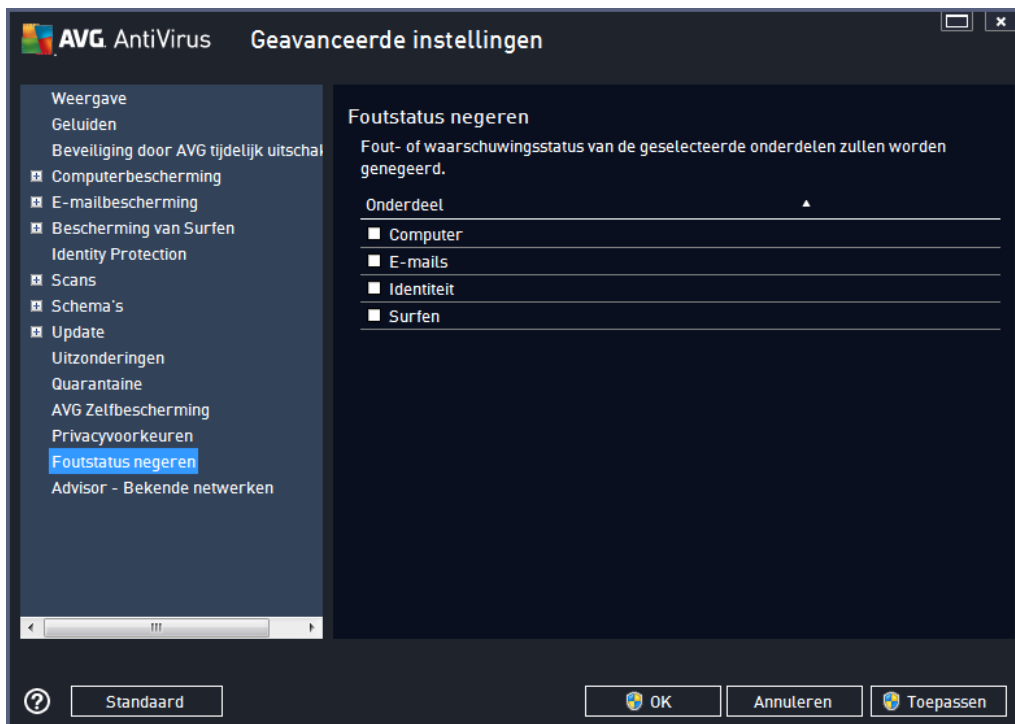 AVG. AntiVirus
Geavanceerde instellingen
Weergave
Geluiden
Beveiliging door AVG tijdelijk uitschak
Computerbescherming
E-mailbescherming
Bescherming van Surfen
Identity Protection
Scans
Schema's
Update
Uitzonderingen
Quarantaine
AVG Zelfbescherming
Privacyvoorkeuren
Foutstatus negeren
Advisor - Bekende netwerken
Foutstatus negeren
Fout- of waarschuwingsstatus van de geselecteerde onderdelen zullen worden
genegeerd.
Onderdeel
Computer
E-mails
Identiteit
Surfen
Standaard
OK
Annuleren
Toepassen